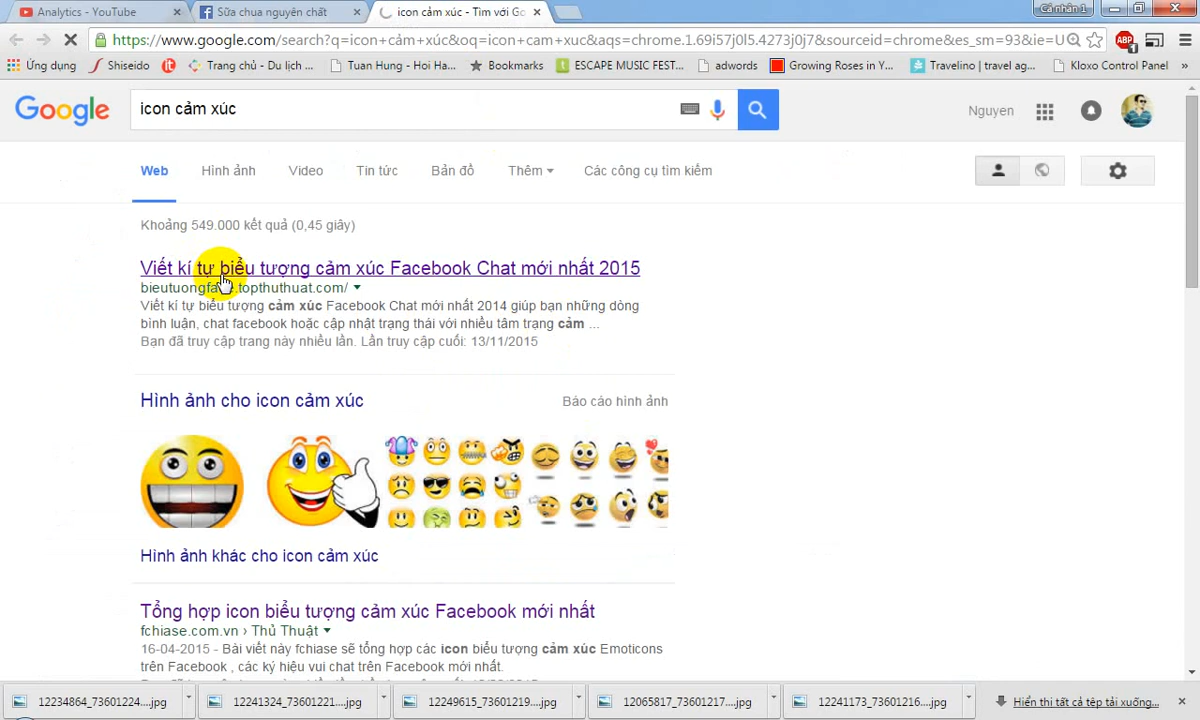 Analytics - YouTube
Sữa chua nguyên chất
icon cảm xúc - Tìm với Go
Cá nhân 1
https://www.google.com/search?q=icon+cảm+xúc&oq=icon+cam+xuc&aqs=chrome.1.69i57j0l5.4273j0j7&sourceid=chrome&es_sm=93&ie=U
ABP
1
Ứng dụng
Shiseido
Trang chủ - Du lịch ...
Tuan Hung - Hoi Ha...
Bookmarks
ESCAPE MUSIC FEST...
adwords
Growing Roses in Y...
Travelino | travel ag...
Kloxo Control Panel
»
Google
icon cảm xúc
Nguyen
Web
Hình ảnh
Video
Tin tức
Bản đồ
Thêm
Các công cụ tìm kiếm
Khoảng 549.000 kết quả (0,45 giây)
Viết kí tự biểu tượng cảm xúc Facebook Chat mới nhất 2015
.topthuthuat.com/
Viết kí tự biểu tượng cảm xúc Facebook Chat mới nhất 2014 giúp bạn những dòng
bình luận, chat facebook hoặc cập nhật trạng thái với nhiều tâm trạng cảm ...
Bạn đã truy cập trang này nhiều lần. Lần truy cập cuối: 13/11/2015
Hình ảnh cho icon cảm xúc
Báo cáo hình ảnh
Hình ảnh khác cho icon cảm xúc
Tổng hợp icon biểu tượng cảm xúc Facebook mới nhất
fchiase.com.vn › Thủ Thuật
16-04-2015 - Bài viết này fchiase sẽ tổng hợp các icon biểu tượng cảm xúc Emoticons
trên Facebook , các ký hiệu vui chat trên Facebook mới nhất.
12234864_73601224....jpg
12241324_73601221....jpg
12249615_73601219....jpg
12065817_73601217....jpg
12241173_73601216....jpg
Hiển thị tất cả tệp tải xuống...